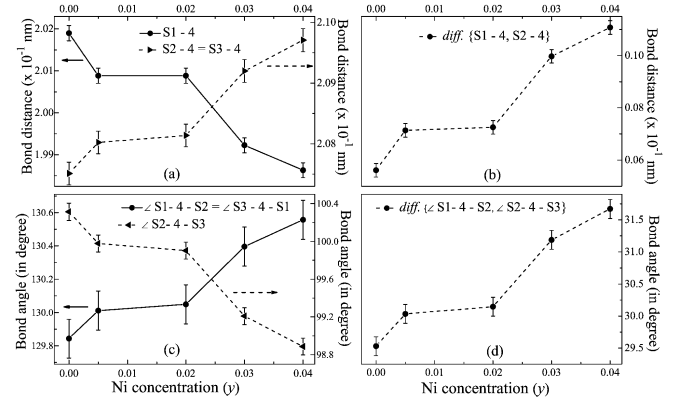 0.00 0.01 0.02 0.03 0.04
2.02
2.01
2.00
1.99
Bond distance (x 10⁻¹ nm)
S1 - 4
S2 - 4 = S3 - 4
(a)
2.10
2.09
2.08
2.07
Bond distance (x 10⁻¹ nm)
0.00 0.01 0.02 0.03 0.04
diff. {S1 - 4, S2 - 4}
(b)
0.10
0.08
0.06
Bond distance (x 10⁻¹ nm)
130.6
130.4
130.2
130.0
129.8
Bond angle (in degree)
∠S1- 4 - S2 = ∠S3 - 4 - S1
∠S2- 4 - S3
(c)
100.4
100.0
99.6
99.2
98.8
Bond angle (in degree)
0.00 0.01 0.02 0.03 0.04
Ni concentration (y)
diff. {∠S1- 4 - S2, ∠S2- 4 - S3}
(d)
31.5
31.0
30.5
30.0
29.5
Bond angle (in degree)
0.00 0.01 0.02 0.03 0.04
Ni concentration (y)